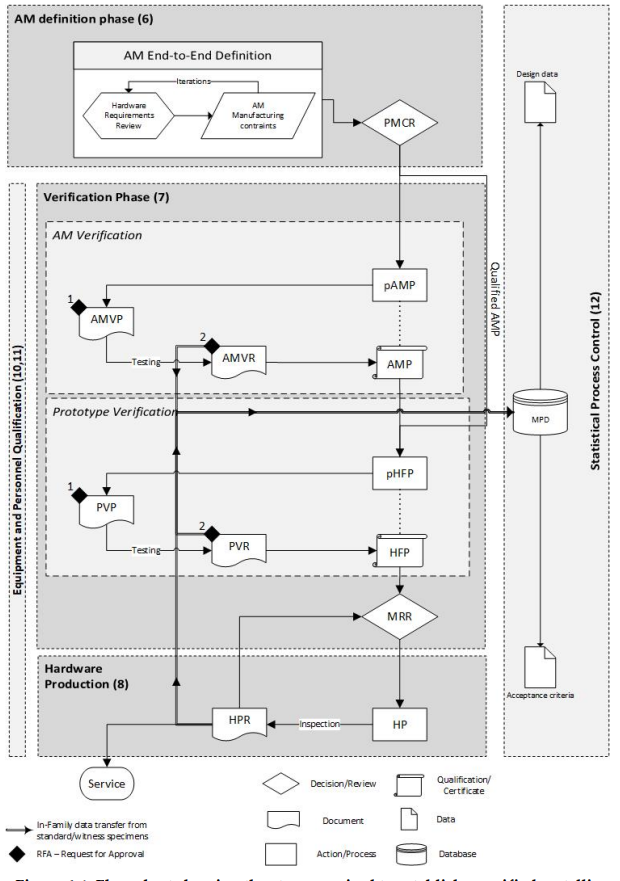 AM definition phase (6)
AM End-to-End Definition
Iterations
Hardware
Requirements
Review
AM
Manufacturing
contraints
PMCR
Design data
Verification Phase (7)
AM Verification
pAMP
Qualified AMP
1
AMVP
Testing
2
AMVR
AMP
Prototype Verification
MPD
pHFP
1
PVP
Testing
2
PVR
HFP
MRR
Equipment and Personnel Qualification (10,11)
Statistical Process Control (12)
Hardware
Production (8)
HPR
Inspection
HP
Acceptance criteria
Service
Decision/Review
Qualification/
Certificate
In-Family data transfer from
standard/witness specimens
Document
Data
RFA – Request for Approval
Action/Process
Database